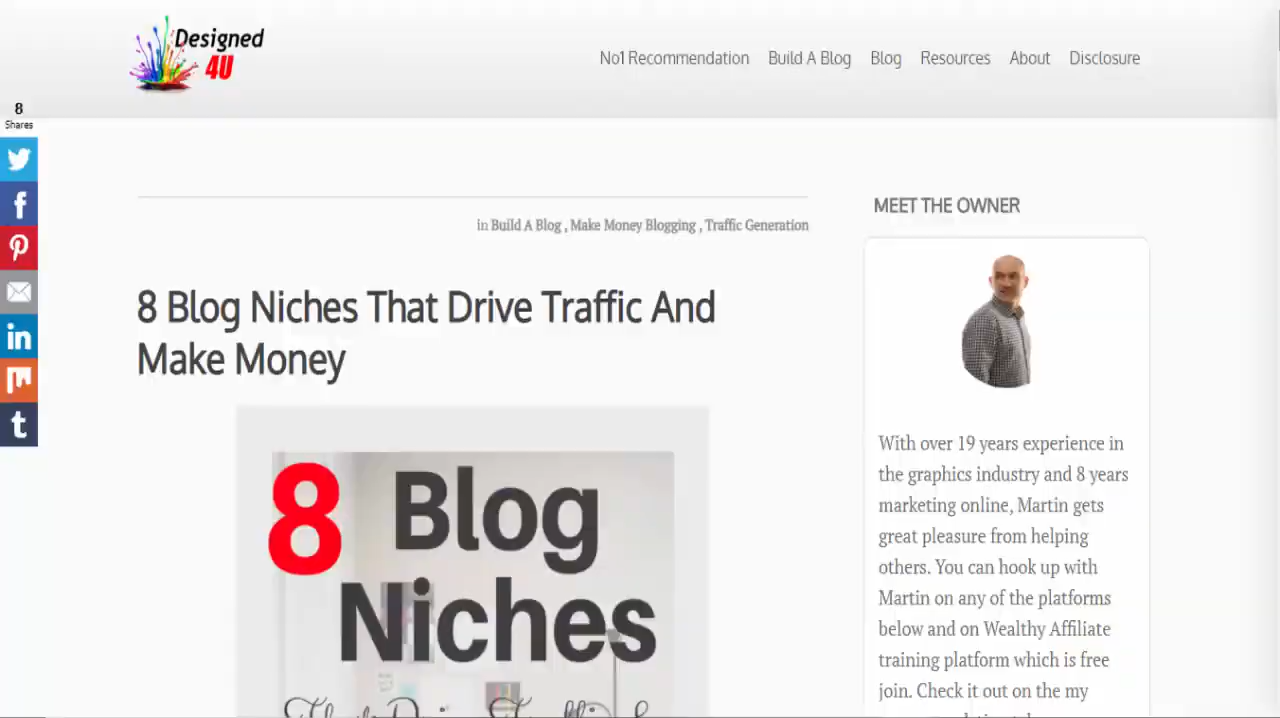 Designed
4U
No1 Recommendation Build A Blog Blog Resources About Disclosure
8
Shares
in Build A Blog , Make Money Blogging , Traffic Generation
8 Blog Niches That Drive Traffic And
Make Money
8 Blog
Niches
MEET THE OWNER
With over 19 years experience in
the graphics industry and 8 years
marketing online, Martin gets
great pleasure from helping
others. You can hook up with
Martin on any of the platforms
below and on Wealthy Affiliate
training platform which is free
join. Check it out on the my